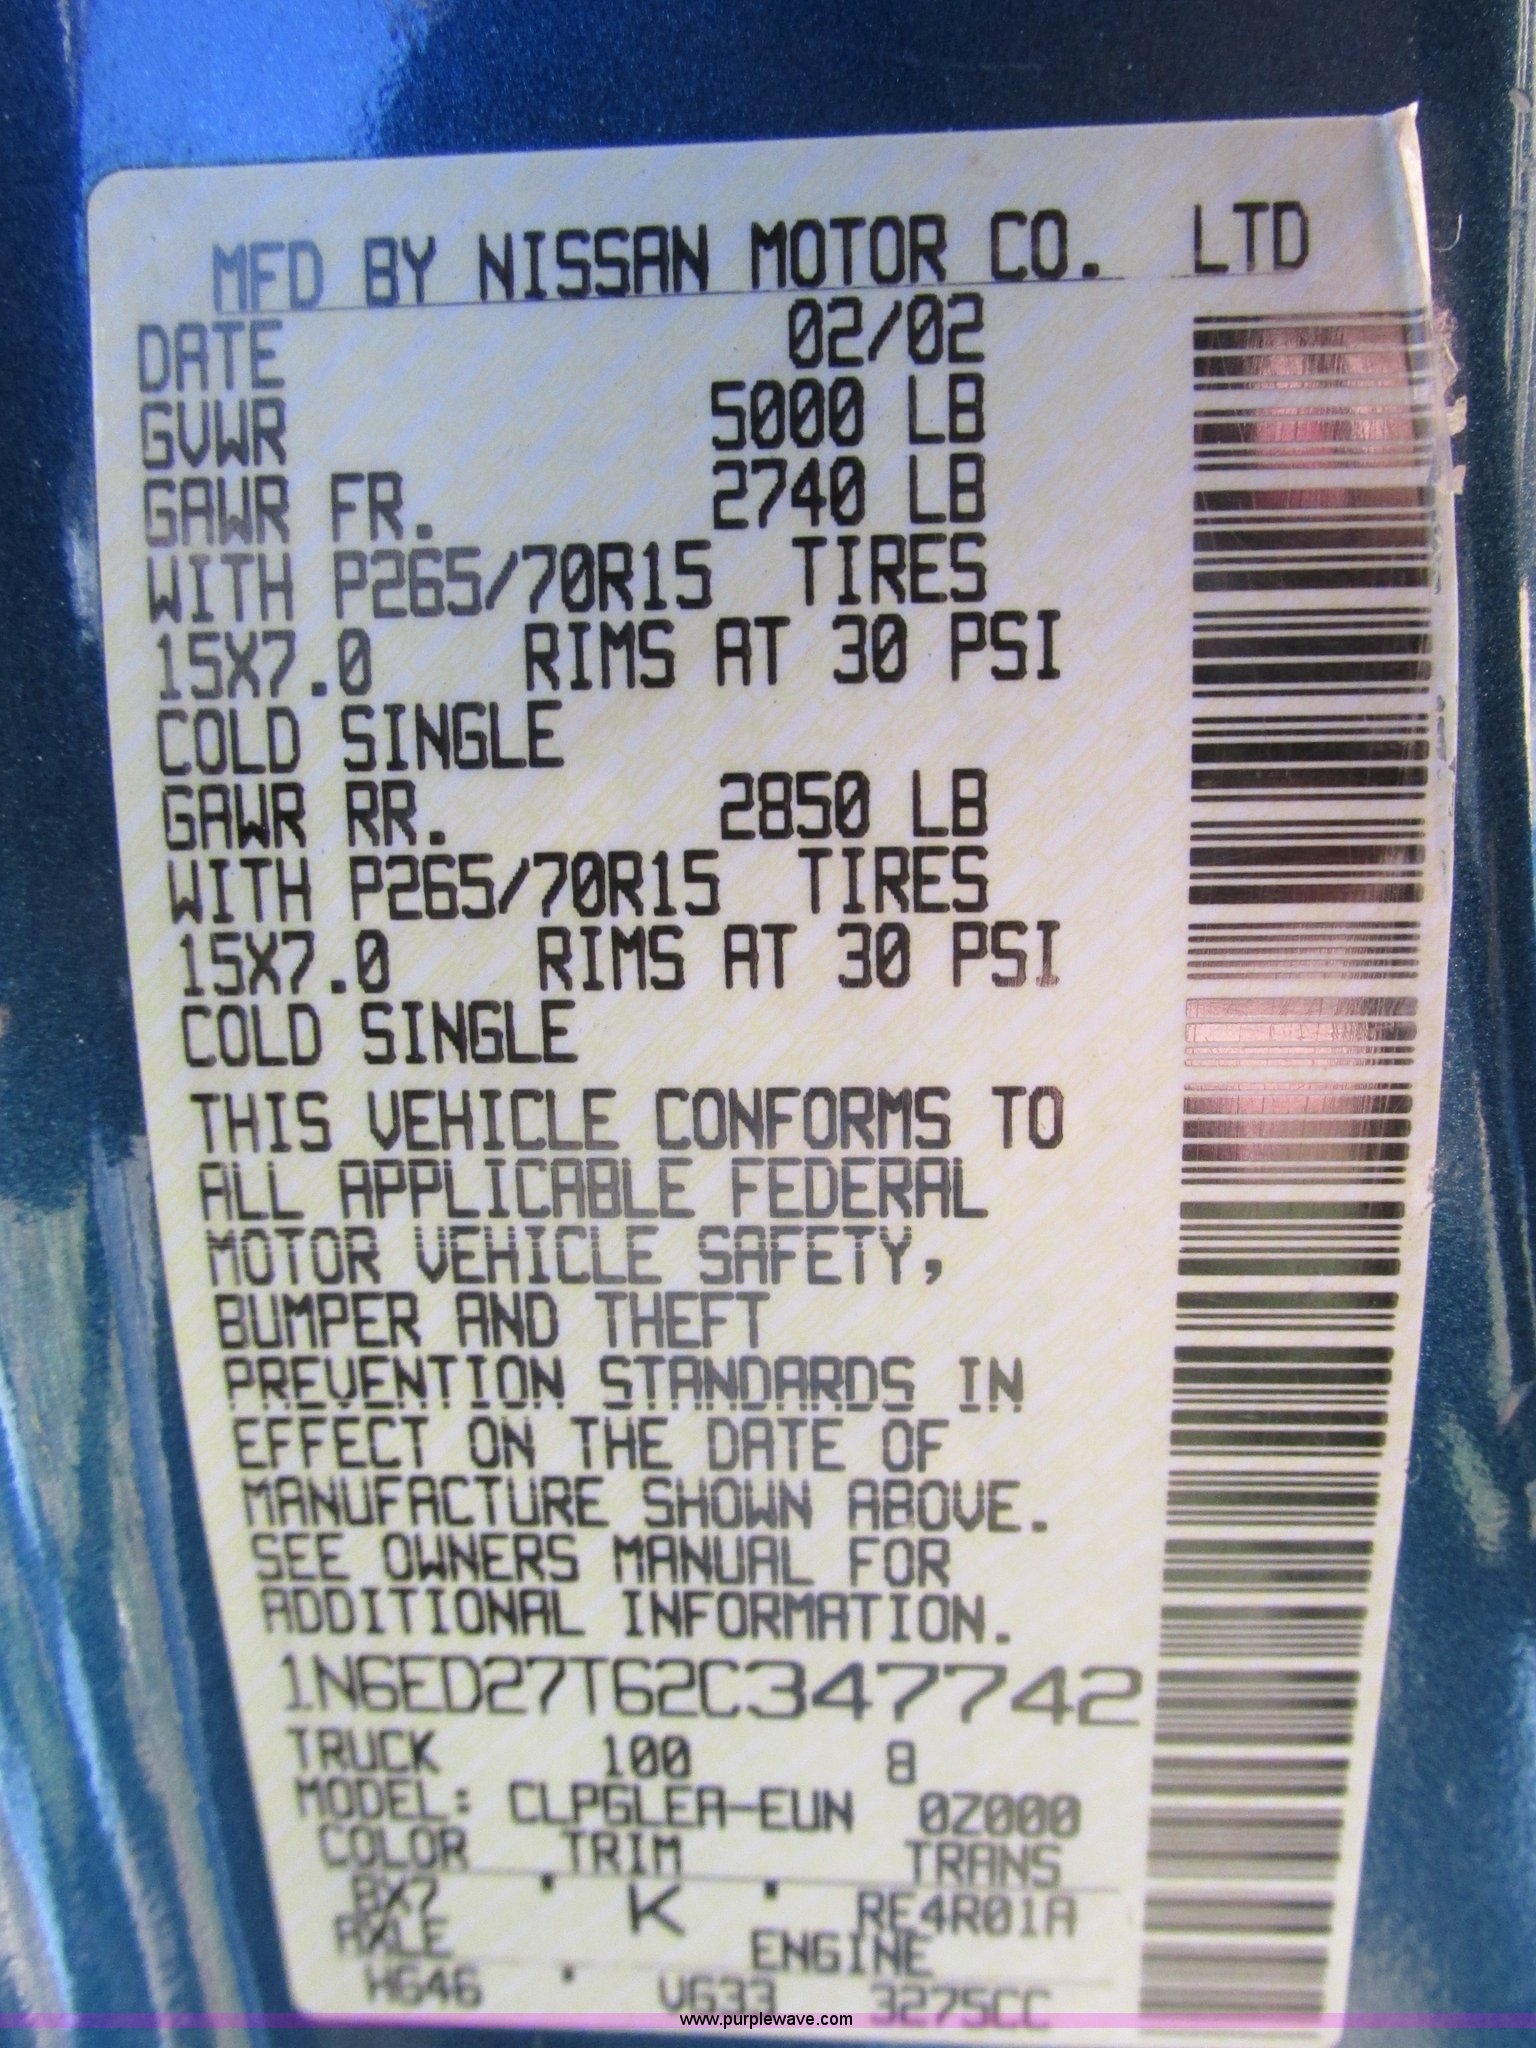 MFD BY NISSAN MOTOR CO. LTD
DATE 02/02
GVWR 5000 LB
GAWR FR. 2740 LB
WITH P265/70R15 TIRES
15X7.0 RIMS AT 30 PSI
COLD SINGLE
GAWR RR. 2850 LB
WITH P265/70R15 TIRES
15X7.0 RIMS AT 30 PSI
COLD SINGLE
THIS VEHICLE CONFORMS TO
ALL APPLICABLE FEDERAL
MOTOR VEHICLE SAFETY,
BUMPER AND THEFT
PREVENTION STANDARDS IN
EFFECT ON THE DATE OF
MANUFACTURE SHOWN ABOVE.
SEE OWNERS MANUAL FOR
ADDITIONAL INFORMATION.
1N6ED27T62C347742
TRUCK 100 8
MODEL: CLPGLEA-EUN 0Z000
COLOR TRIM TRANS
BX7 K RE4R01A
AXLE ENGINE
HG46 VG33 3275CC
www.purplewave.com